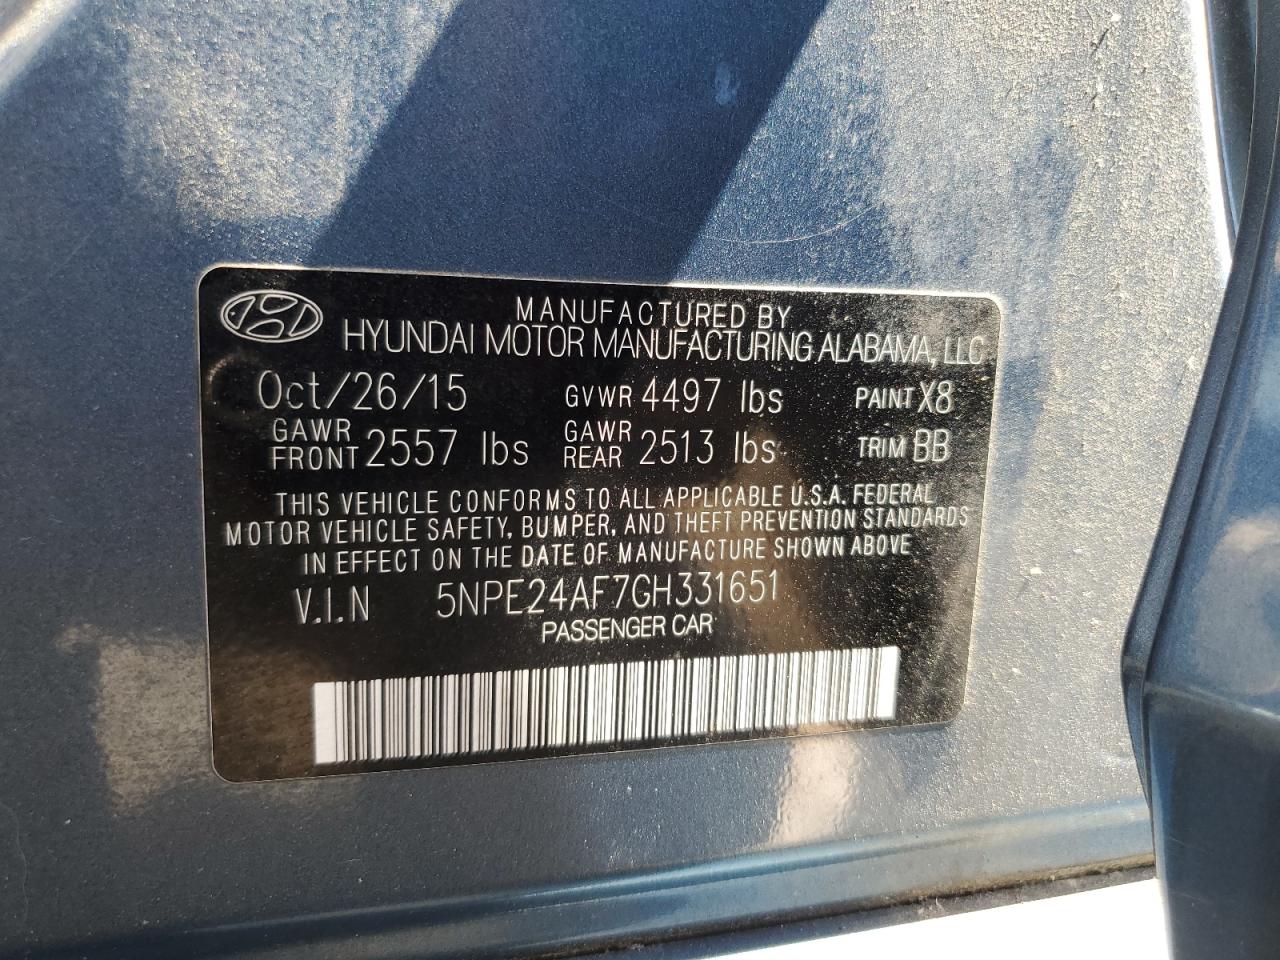 MANUFACTURED BY
HYUNDAI MOTOR MANUFACTURING ALABAMA, LLC
Oct/26/15 GVWR 4497 lbs PAINT X8
GAWR FRONT 2557 lbs GAWR REAR 2513 lbs TRIM BB
THIS VEHICLE CONFORMS TO ALL APPLICABLE U.S.A. FEDERAL
MOTOR VEHICLE SAFETY, BUMPER, AND THEFT PREVENTION STANDARDS
IN EFFECT ON THE DATE OF MANUFACTURE SHOWN ABOVE
V.I.N 5NPE24AF7GH331651
PASSENGER CAR